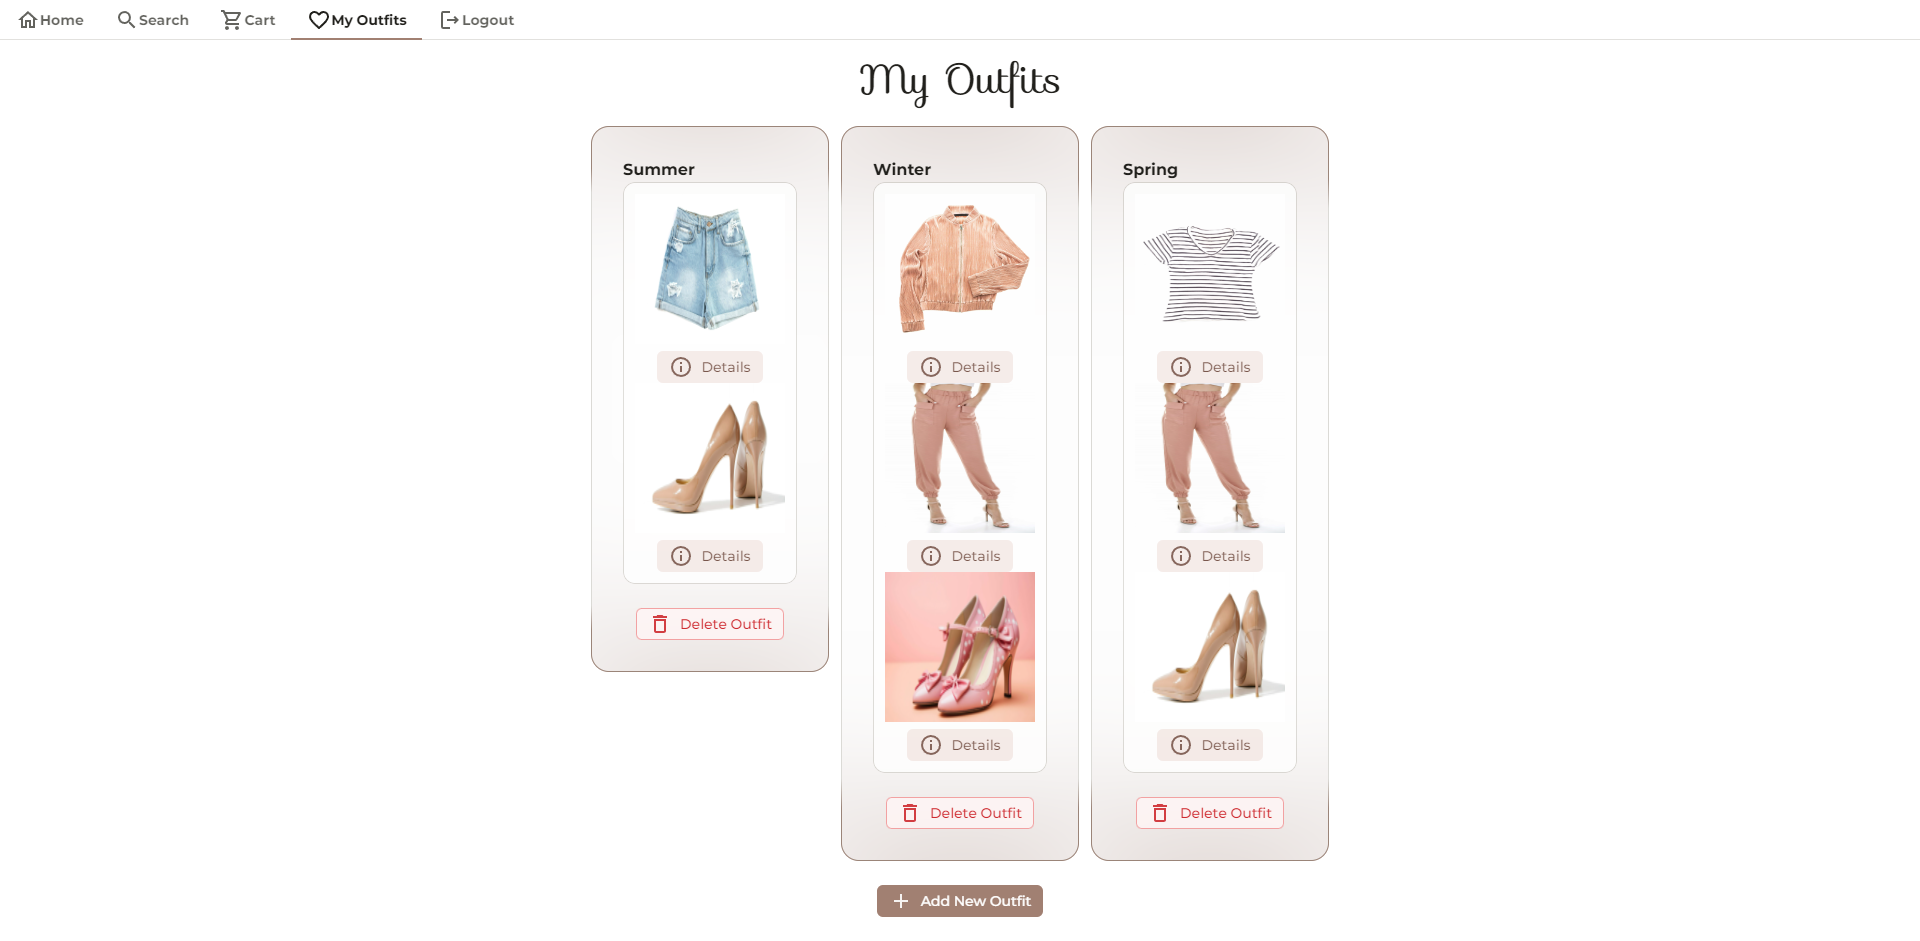 Home Search Cart My Outfits Logout
My Outfits
Summer
Details
Details
Delete Outfit
Winter
Details
Details
Details
Delete Outfit
Spring
Details
Details
Details
Delete Outfit
Add New Outfit